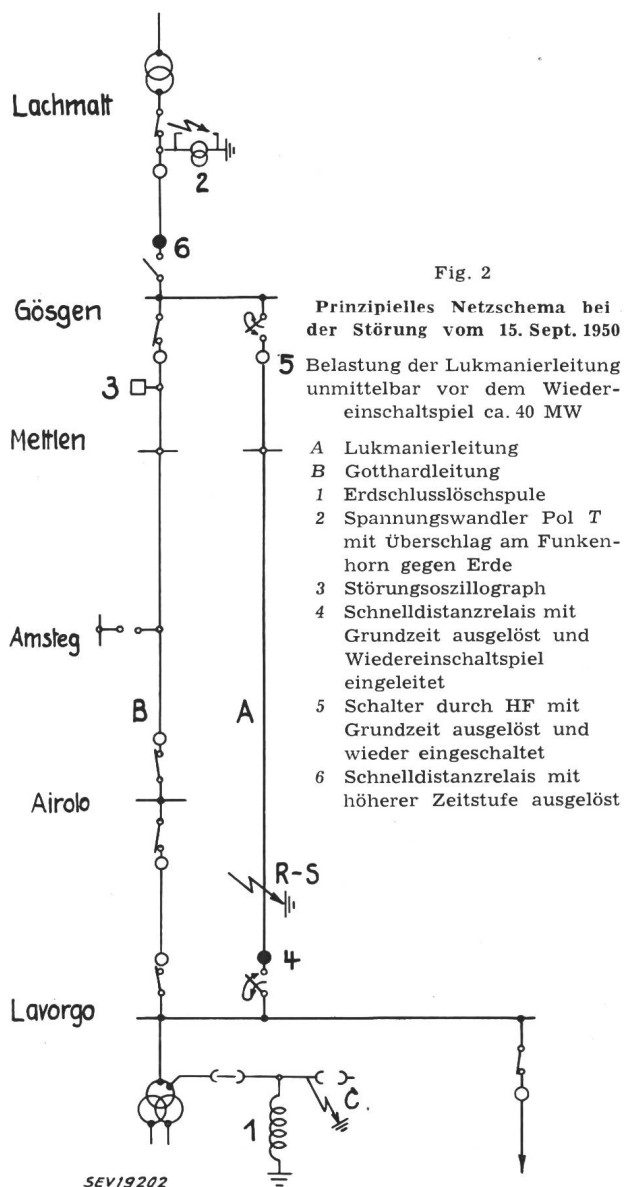 Lachmatt
2
6
Gösgen
3
5
Mettlen
Amsteg
B
A
Airolo
R-S
4
Lavorgo
1
C
SEV19202
Fig. 2
Prinzipielles Netzschema bei
der Störung vom 15. Sept. 1950
Belastung der Lukmanierleitung
unmittelbar vor dem Wieder-
einschaltspiel ca. 40 MW
A Lukmanierleitung
B Gotthardleitung
1 Erdschlusslöschspule
2 Spannungswandler Pol T
mit Überschlag am Funken-
horn gegen Erde
3 Störungsoszillograph
4 Schnelldistanzrelais mit
Grundzeit ausgelöst und
Wiedereinschaltspiel
eingeleitet
5 Schalter durch HF mit
Grundzeit ausgelöst und
wieder eingeschaltet
6 Schnelldistanzrelais mit
höherer Zeitstufe ausgelöst